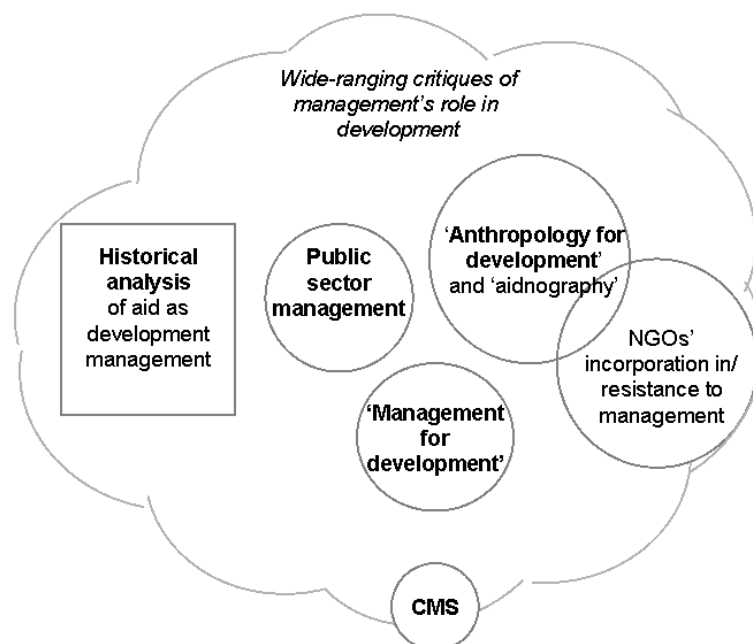 Wide-ranging critiques of
management’s role in
development
Historical
analysis
of aid as
development
management
Public
sector
management
‘Anthropology for
development’
and ‘aidnography’
NGOs’
incorporation in/
resistance to
management
‘Management
for
development’
CMS